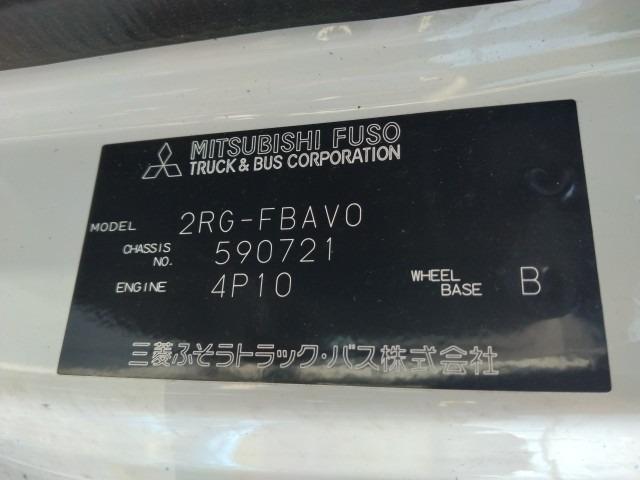 MITSUBISHI FUSO
TRUCK & BUS CORPORATION
MODEL 2RG-FBAV0
CHASSIS NO. 590721
ENGINE 4P10
WHEEL BASE B
三菱ふそうトラック・バス株式会社